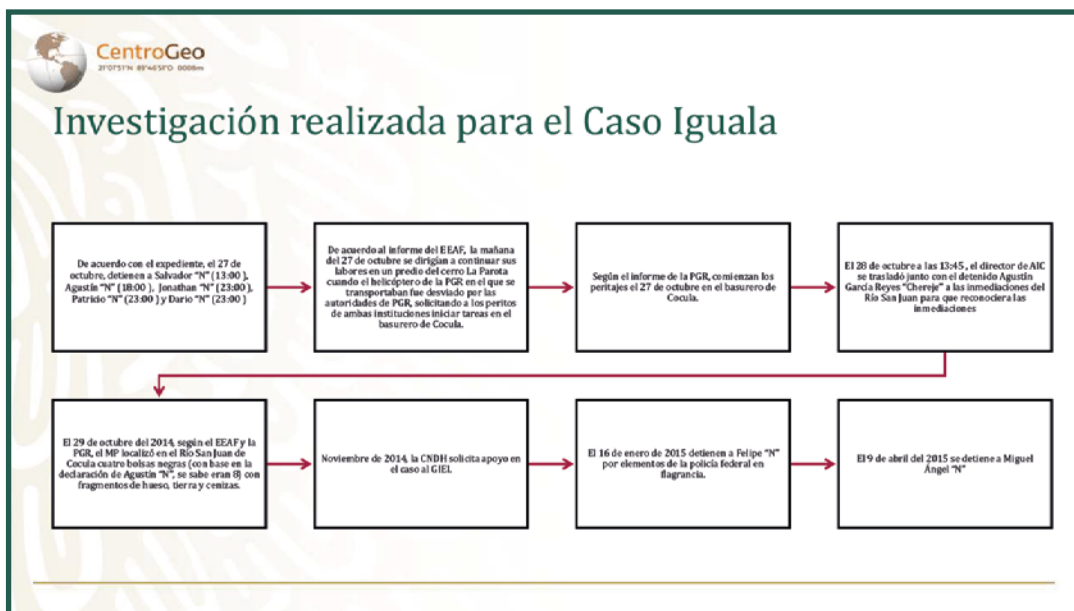 CentroGeo
21°07'51"N 89°46'51"O 0008m
Investigación realizada para el Caso Iguala
De acuerdo con el expediente, el 27 de
octubre, detienen a Salvador "N" (13:00 ),
Agustín "N" (18:00 ), Jonathan "N" (23:00),
Patricio "N" (23:00 ) y Darío "N" (23:00 )
De acuerdo al informe del EEAF, la mañana
del 27 de octubre se dirigían a continuar sus
labores en un predio del cerro La Parota
cuando el helicóptero de la PGR en el que se
transportaban fue desviado por las
autoridades de PGR, solicitando a los peritos
de ambas instituciones iniciar tareas en el
basurero de Cocula.
Según el informe de la PGR, comienzan los
peritajes el 27 de octubre en el basurero de
Cocula.
El 28 de octubre a las 13:45 , el director de AIC
se trasladó junto con el detenido Agustín
García Reyes "Chereje" a las inmediaciones del
Río San Juan para que reconociera las
inmediaciones
El 29 de octubre del 2014, según el EEAF y la
PGR, el MP localizó en el Río San Juan de
Cocula cuatro bolsas negras (con base en la
declaración de Agustín "N", se sabe eran 8) con
fragmentos de hueso, tierra y cenizas.
Noviembre de 2014, la CNDH solicita apoyo en
el caso al GIEI.
El 16 de enero de 2015 detienen a Felipe "N"
por elementos de la policía federal en
flagrancia.
El 9 de abril del 2015 se detiene a Miguel
Ángel "N"